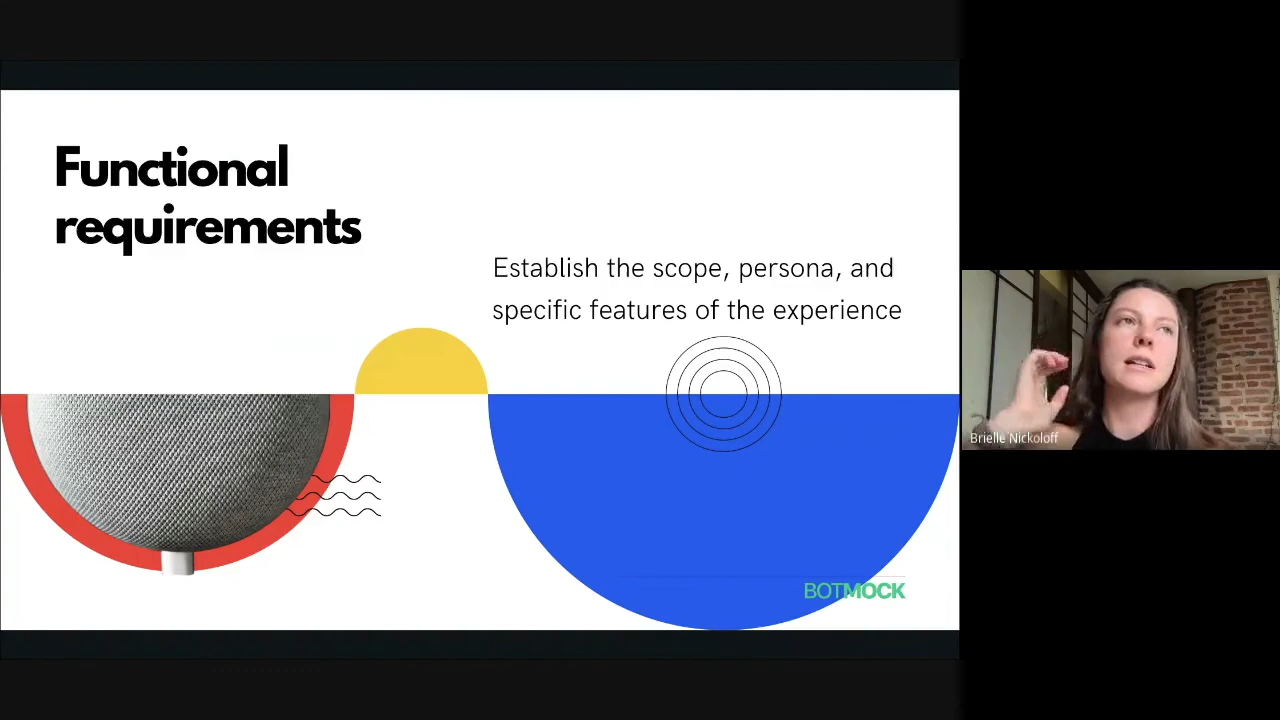 Functional
requirements
Establish the scope, persona, and
specific features of the experience
BOTMOCK
Brielle Nickoloff